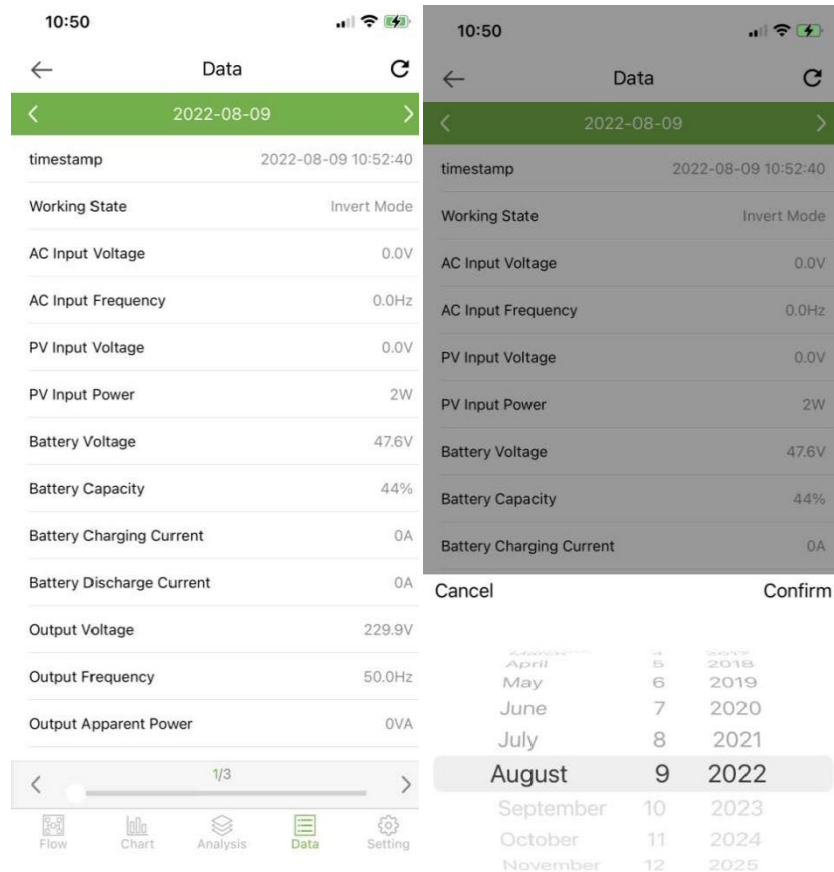 10:50
Data
2022-08-09
timestamp 2022-08-09 10:52:40
Working State Invert Mode
AC Input Voltage 0.0V
AC Input Frequency 0.0Hz
PV Input Voltage 0.0V
PV Input Power 2W
Battery Voltage 47.6V
Battery Capacity 44%
Battery Charging Current 0A
Battery Discharge Current 0A
Output Voltage 229.9V
Output Frequency 50.0Hz
Output Apparent Power 0VA
1/3
Flow Chart Analysis Data Setting
10:50
Data
2022-08-09
timestamp 2022-08-09 10:52:40
Working State Invert Mode
AC Input Voltage 0.0V
AC Input Frequency 0.0Hz
PV Input Voltage 0.0V
PV Input Power 2W
Battery Voltage 47.6V
Battery Capacity 44%
Battery Charging Current 0A
Cancel Confirm
March 4 2017
April 5 2018
May 6 2019
June 7 2020
July 8 2021
August 9 2022
September 10 2023
October 11 2024
November 12 2025